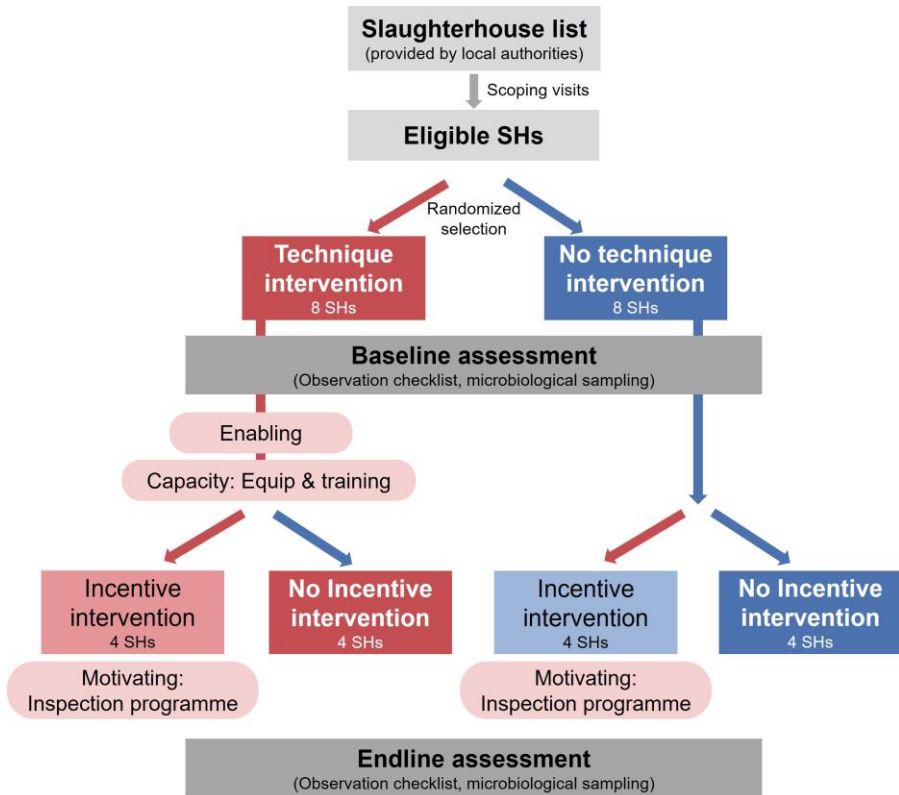 Slaughterhouse list
(provided by local authorities)
Scoping visits
Eligible SHs
Randomized
selection
Technique
intervention
8 SHs
No technique
intervention
8 SHs
Baseline assessment
(Observation checklist, microbiological sampling)
Enabling
Capacity: Equip & training
Incentive
intervention
4 SHs
No Incentive
intervention
4 SHs
Incentive
intervention
4 SHs
No Incentive
intervention
4 SHs
Motivating:
Inspection programme
Motivating:
Inspection programme
Endline assessment
(Observation checklist, microbiological sampling)